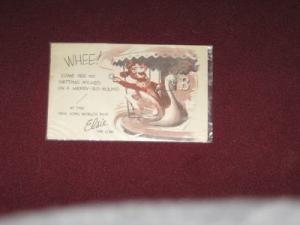 WHEE!
COME SEE ME
GETTING MILKED
ON A MERRY-GO-ROUND
AT THE
NEW YORK WORLD'S FAIR
Elsie
THE COW
B